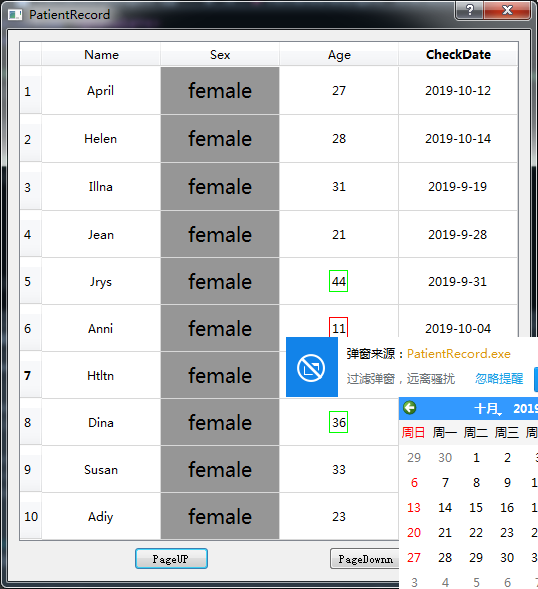 PatientRecord
Name Sex Age CheckDate
1 April female 27 2019-10-12
2 Helen female 28 2019-10-14
3 Illna female 31 2019-9-19
4 Jean female 21 2019-9-28
5 Jrys female 44 2019-9-31
6 Anni female 11 2019-10-04
弹窗来源：PatientRecord.exe
7 Htltn female
过滤弹窗，远离骚扰 忽略提醒
十月, 2019
8 Dina female 36
周日 周一 周二 周三 周
29 30 1 2
9 Susan female 33
6 7 8 9 1
13 14 15 16 1
10 Adiy female 23
20 21 22 23 2
27 28 29 30 3
3 4 5 6 7
PageUP PageDownn